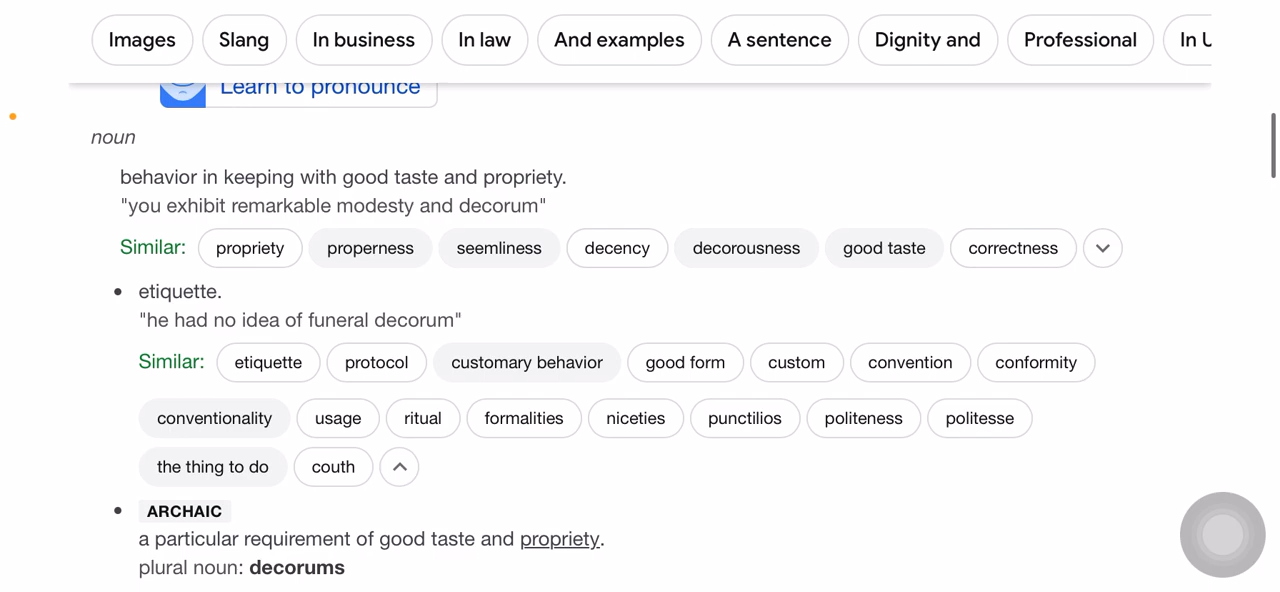 Images Slang In business In law And examples A sentence Dignity and Professional In U
Learn to pronounce
noun
behavior in keeping with good taste and propriety.
"you exhibit remarkable modesty and decorum"
Similar: propriety properness seemliness decency decorousness good taste correctness
etiquette.
"he had no idea of funeral decorum"
Similar: etiquette protocol customary behavior good form custom convention conformity
conventionality usage ritual formalities niceties punctilios politeness politesse
the thing to do couth
ARCHAIC
a particular requirement of good taste and propriety.
plural noun: decorums